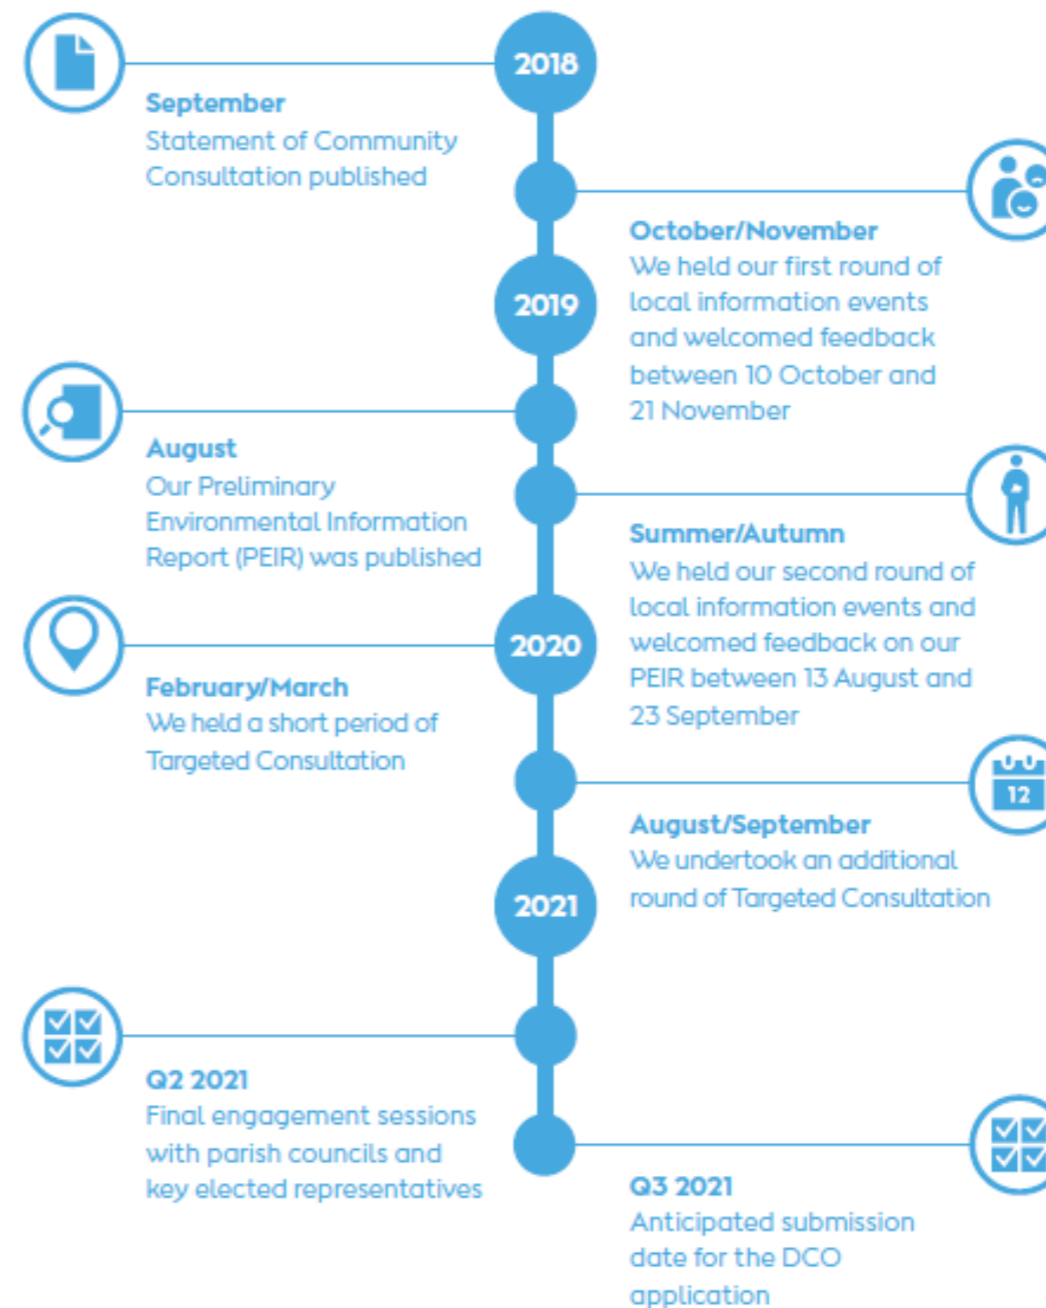 2018
September
Statement of Community
Consultation published
October/November
We held our first round of
local information events
and welcomed feedback
between 10 October and
21 November
2019
August
Our Preliminary
Environmental Information
Report (PEIR) was published
Summer/Autumn
We held our second round of
local information events and
welcomed feedback on our
PEIR between 13 August and
23 September
2020
February/March
We held a short period of
Targeted Consultation
12
August/September
We undertook an additional
round of Targeted Consultation
2021
Q2 2021
Final engagement sessions
with parish councils and
key elected representatives
Q3 2021
Anticipated submission
date for the DCO
application